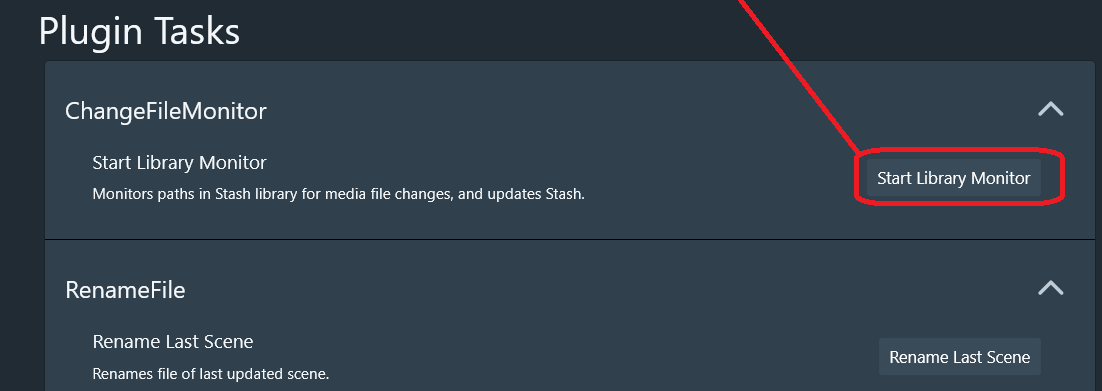 Plugin Tasks
ChangeFileMonitor
Start Library Monitor
Monitors paths in Stash library for media file changes, and updates Stash.
Start Library Monitor
RenameFile
Rename Last Scene
Renames file of last updated scene.
Rename Last Scene